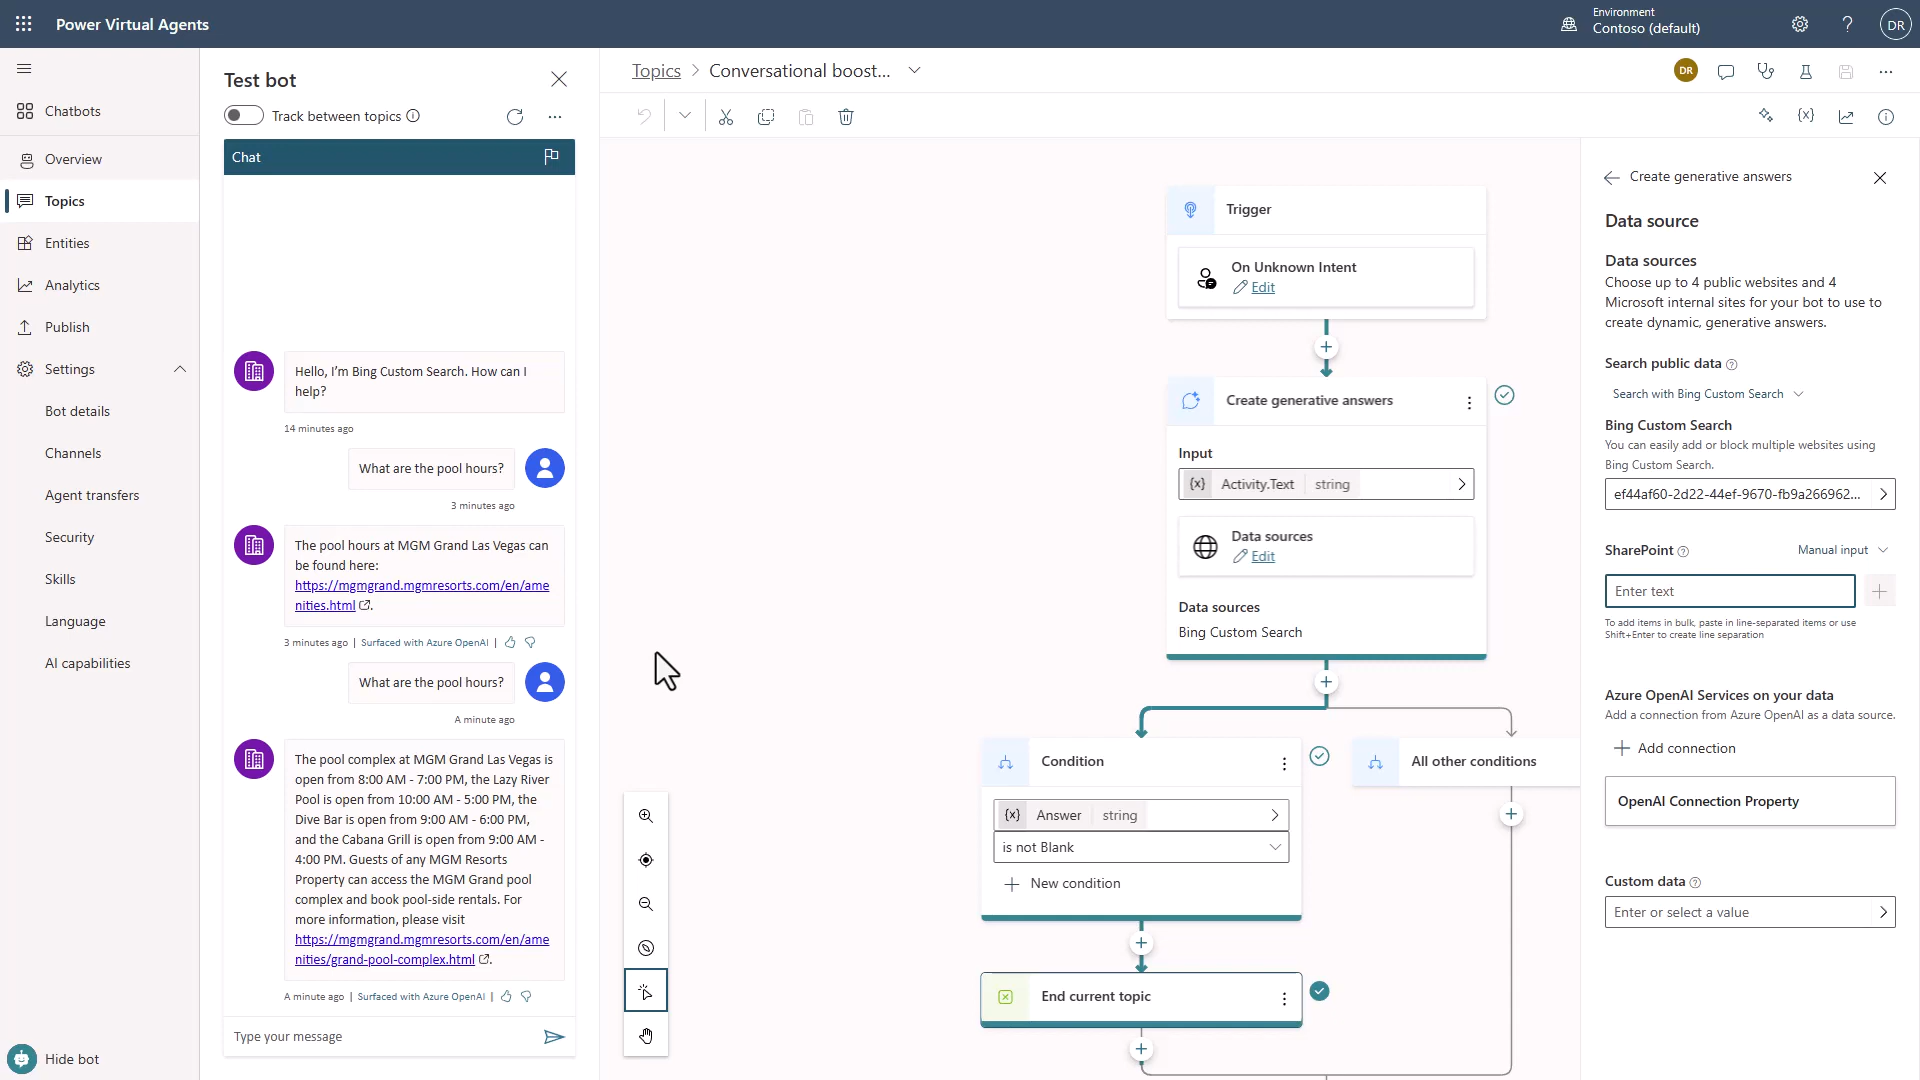 Power Virtual Agents
Environment
Contoso (default)
DR
Chatbots
Overview
Topics
Entities
Analytics
Publish
Settings
Bot details
Channels
Agent transfers
Security
Skills
Language
AI capabilities
Hide bot
Test bot
Track between topics
Chat
Hello, I'm Bing Custom Search. How can I
help?
14 minutes ago
What are the pool hours?
3 minutes ago
The pool hours at MGM Grand Las Vegas can
be found here:
https://mgmgrand.mgmresorts.com/en/ame
nities.html .
3 minutes ago | Surfaced with Azure OpenAI |
What are the pool hours?
A minute ago
The pool complex at MGM Grand Las Vegas is
open from 8:00 AM - 7:00 PM, the Lazy River
Pool is open from 10:00 AM - 5:00 PM, the
Dive Bar is open from 9:00 AM - 6:00 PM,
and the Cabana Grill is open from 9:00 AM -
4:00 PM. Guests of any MGM Resorts
Property can access the MGM Grand pool
complex and book pool-side rentals. For
more information, please visit
https://mgmgrand.mgmresorts.com/en/ame
nities/grand-pool-complex.html .
A minute ago | Surfaced with Azure OpenAI |
Type your message
Topics > Conversational boost...
DR
Trigger
On Unknown Intent
Edit
Create generative answers
Input
{x} Activity.Text string
Data sources
Edit
Data sources
Bing Custom Search
Condition
{x} Answer string
is not Blank
New condition
All other conditions
End current topic
Create generative answers
Data source
Data sources
Choose up to 4 public websites and 4
Microsoft internal sites for your bot to use to
create dynamic, generative answers.
Search public data
Search with Bing Custom Search
Bing Custom Search
You can easily add or block multiple websites using
Bing Custom Search.
ef44af60-2d22-44ef-9670-fb9a266962...
SharePoint
Manual input
Enter text
To add items in bulk, paste in line-separated items or use
Shift+Enter to create line separation
Azure OpenAI Services on your data
Add a connection from Azure OpenAI as a data source.
Add connection
OpenAI Connection Property
Custom data
Enter or select a value